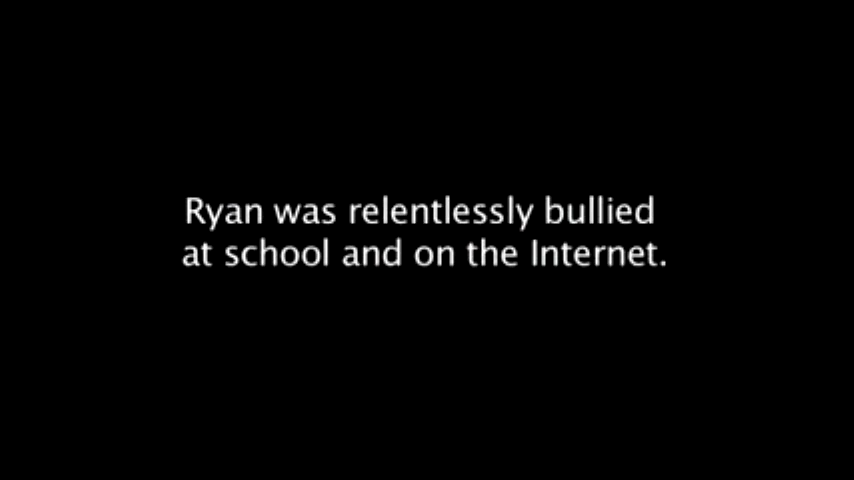 Ryan was relentlessly bullied
at school and on the Internet.